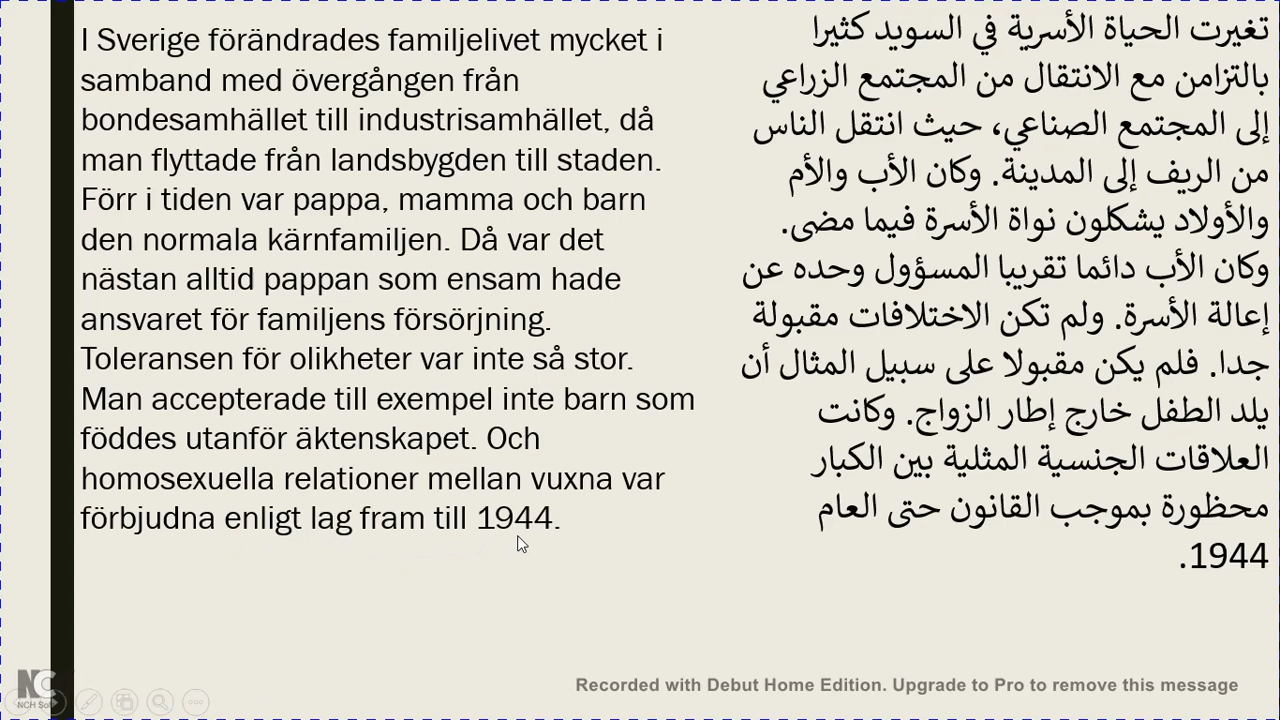 I Sverige förändrades familjelivet mycket i
samband med övergången från
bondesamhället till industrisamhället, då
man flyttade från landsbygden till staden.
Förr i tiden var pappa, mamma och barn
den normala kärnfamiljen. Då var det
nästan alltid pappan som ensam hade
ansvaret för familjens försörjning.
Toleransen för olikheter var inte så stor.
Man accepterade till exempel inte barn som
föddes utanför äktenskapet. Och
homosexuella relationer mellan vuxna var
förbjudna enligt lag fram till 1944.
تغيرت الحياة الأسرية في السويد كثيرا
بالتزامن مع الانتقال من المجتمع الزراعي
إلى المجتمع الصناعي، حيث انتقل الناس
من الريف إلى المدينة. وكان الأب والأم
والأولاد يشكلون نواة الأسرة فيما مضى.
وكان الأب دائما تقريبا المسؤول وحده عن
إعالة الأسرة. ولم تكن الاختلافات مقبولة
جدا. فلم يكن مقبولا على سبيل المثال أن
يلد الطفل خارج إطار الزواج. وكانت
العلاقات الجنسية المثلية بين الكبار
محظورة بموجب القانون حتى العام
1944.
NCH Sof
Recorded with Debut Home Edition. Upgrade to Pro to remove this message